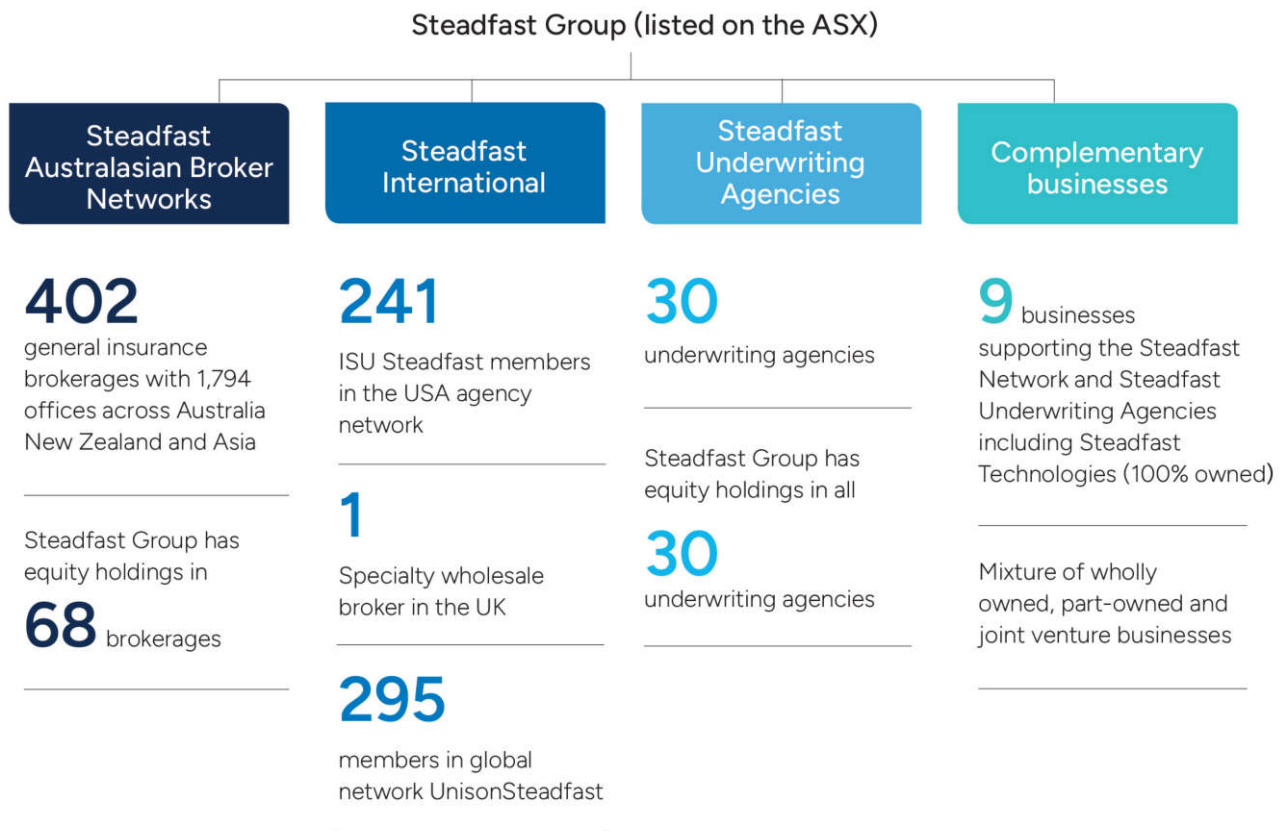 Steadfast Group (listed on the ASX)
Steadfast
Australasian Broker
Networks
402
general insurance
brokerages with 1,794
offices across Australia
New Zealand and Asia
Steadfast Group has
equity holdings in
68 brokerages
Steadfast
International
241
ISU Steadfast members
in the USA agency
network
1
Specialty wholesale
broker in the UK
295
members in global
network UnisonSteadfast
Steadfast
Underwriting
Agencies
30
underwriting agencies
Steadfast Group has
equity holdings in all
30
underwriting agencies
Complementary
businesses
9 businesses
supporting the Steadfast
Network and Steadfast
Underwriting Agencies
including Steadfast
Technologies (100% owned)
Mixture of wholly
owned, part-owned and
joint venture businesses